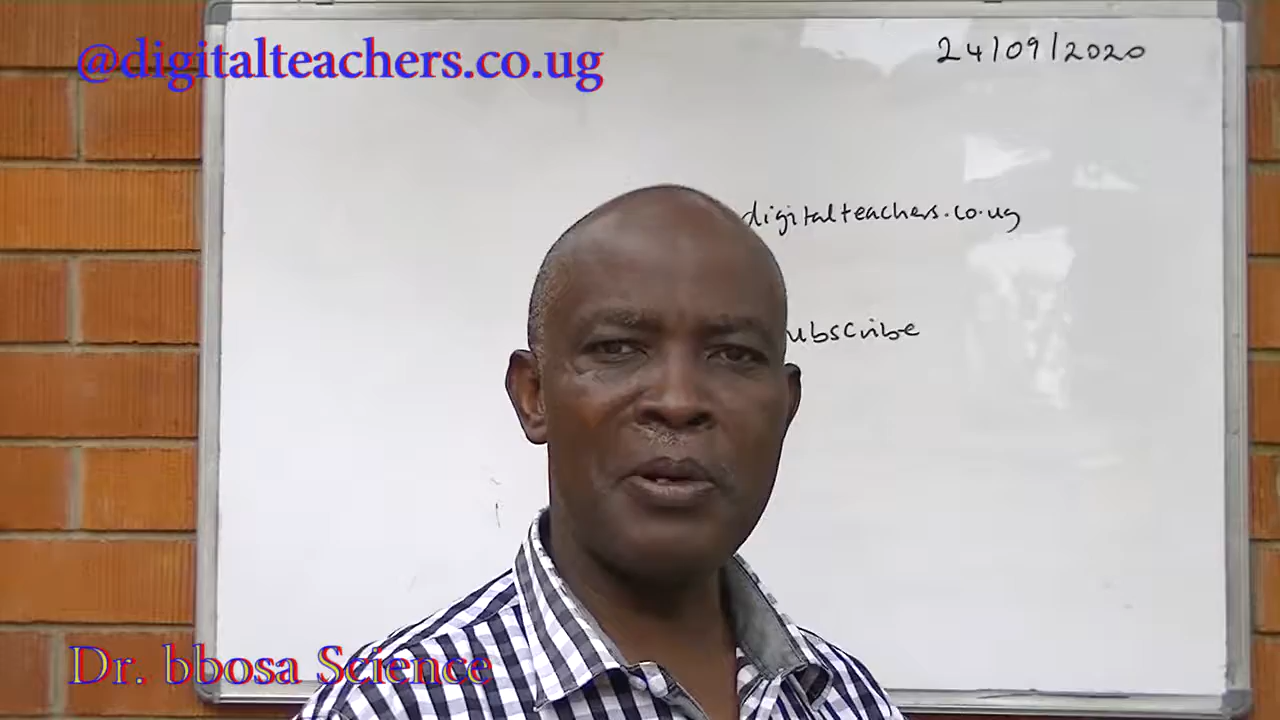 @digitalteachers.co.ug
24/09/2020
digitalteachers.co.ug
ubscribe
Dr. bbosa Science